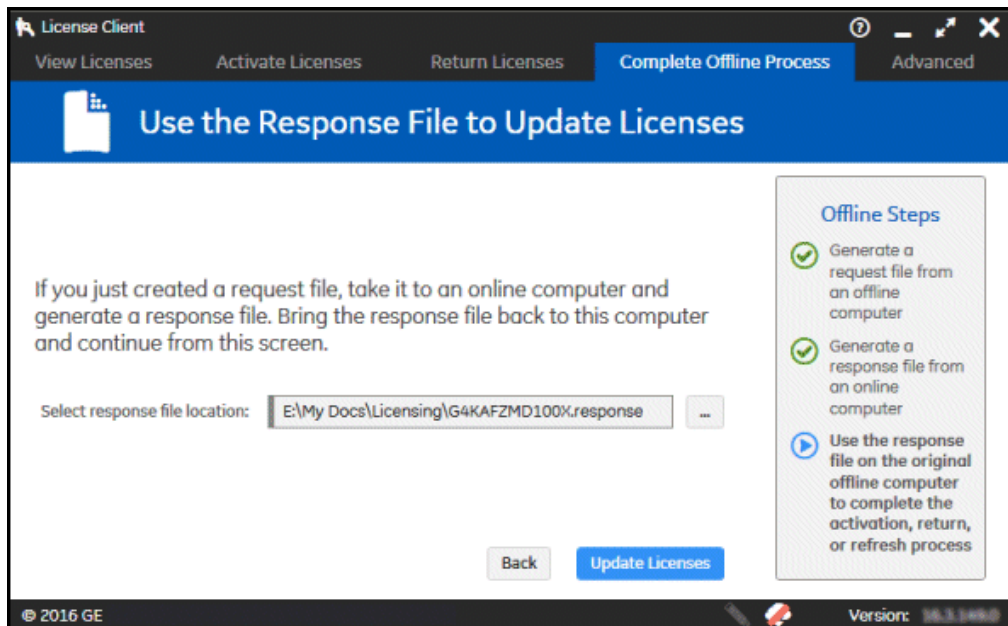 License Client
View Licenses Activate Licenses Return Licenses Complete Offline Process Advanced
Use the Response File to Update Licenses
If you just created a request file, take it to an online computer and
generate a response file. Bring the response file back to this computer
and continue from this screen.
Select response file location: E:\My Docs\Licensing\G4KAFZMD100X.response ...
Back Update Licenses
Offline Steps
Generate a
request file from
an offline
computer
Generate a
response file from
an online
computer
Use the response
file on the original
offline computer
to complete the
activation, return,
or refresh process
© 2016 GE
Version: